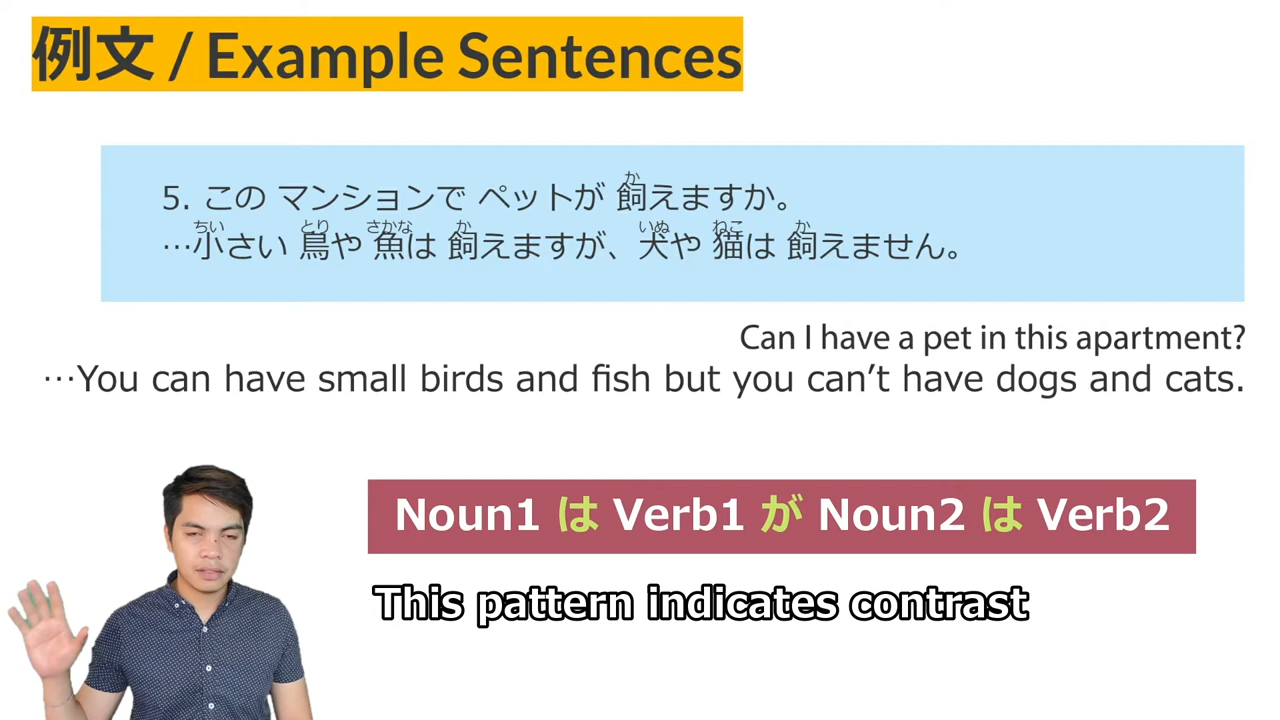 例文 / Example Sentences
5. この マンションで ペットが 飼えますか。
…小さい 鳥や 魚は 飼えますが、犬や 猫は 飼えません。
Can I have a pet in this apartment?
…You can have small birds and fish but you can't have dogs and cats.
Noun1 は Verb1 が Noun2 は Verb2
This pattern indicates contrast